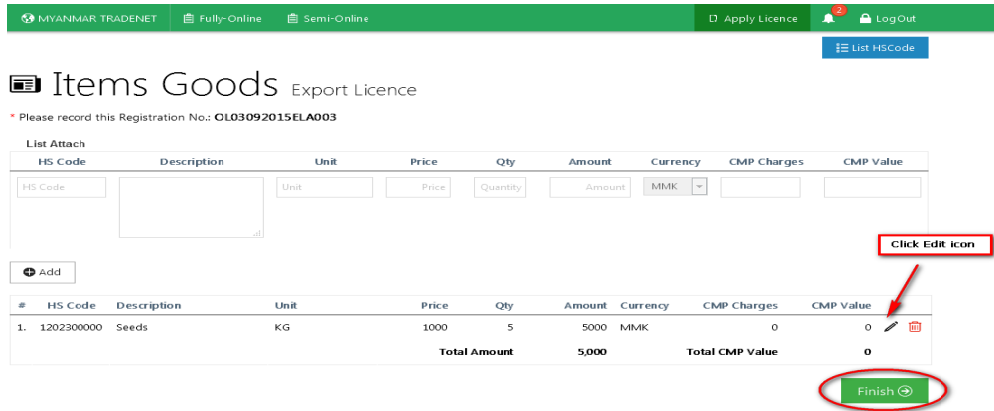 MYANMAR TRADENET Fully-Online Semi-Online Apply Licence 2 LogOut
List HSCode
Items Goods Export Licence
* Please record this Registration No.: OL03092015ELA003
List Attach
HS Code Description Unit Price Qty Amount Currency CMP Charges CMP Value
HS Code Unit Price Quantity Amount MMK
Click Edit icon
Add
# HS Code Description Unit Price Qty Amount Currency CMP Charges CMP Value
1. 1202300000 Seeds KG 1000 5 5000 MMK 0 0
Total Amount 5,000 Total CMP Value 0
Finish